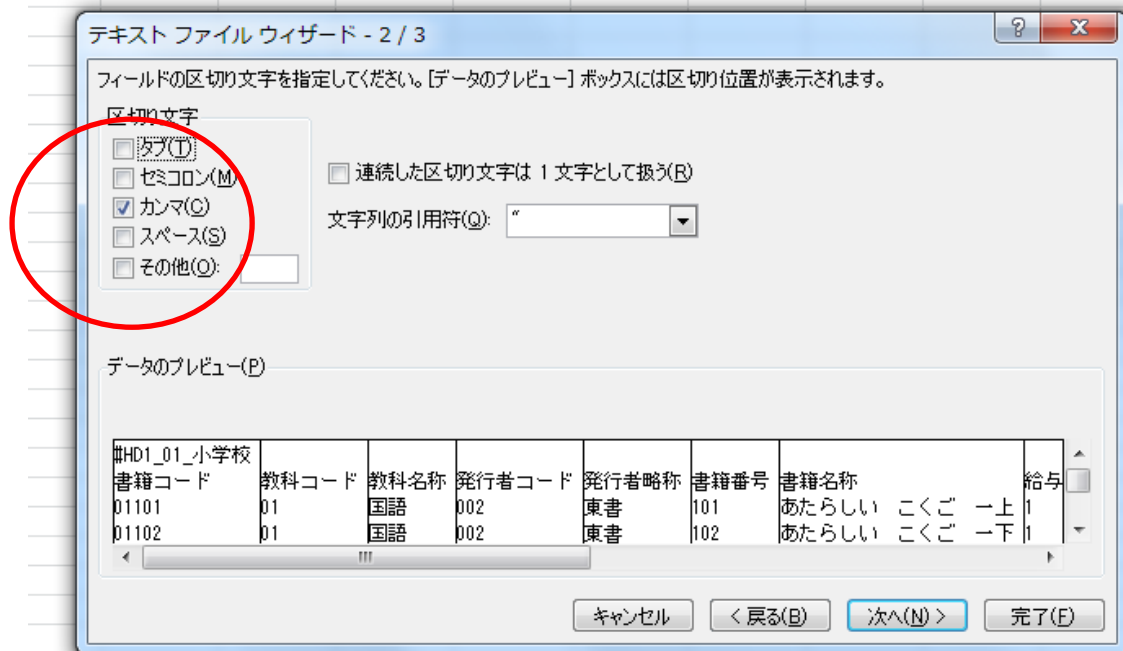 テキスト ファイル ウィザード - 2 / 3
フィールドの区切り文字を指定してください。[データのプレビュー] ボックスには区切り位置が表示されます。
区切り文字
タブ(T)
セミコロン(M)
カンマ(C)
スペース(S)
その他(O):
連続した区切り文字は 1 文字として扱う(R)
文字列の引用符(Q): "
データのプレビュー(P)
#HD1_01_小学校
書籍コード 教科コード 教科名称 発行者コード 発行者略称 書籍番号 書籍名称 給与
01101 01 国語 002 東書 101 あたらしい こくご 一上 1
01102 01 国語 002 東書 102 あたらしい こくご 一下 1
キャンセル < 戻る(B) 次へ(N) > 完了(F)